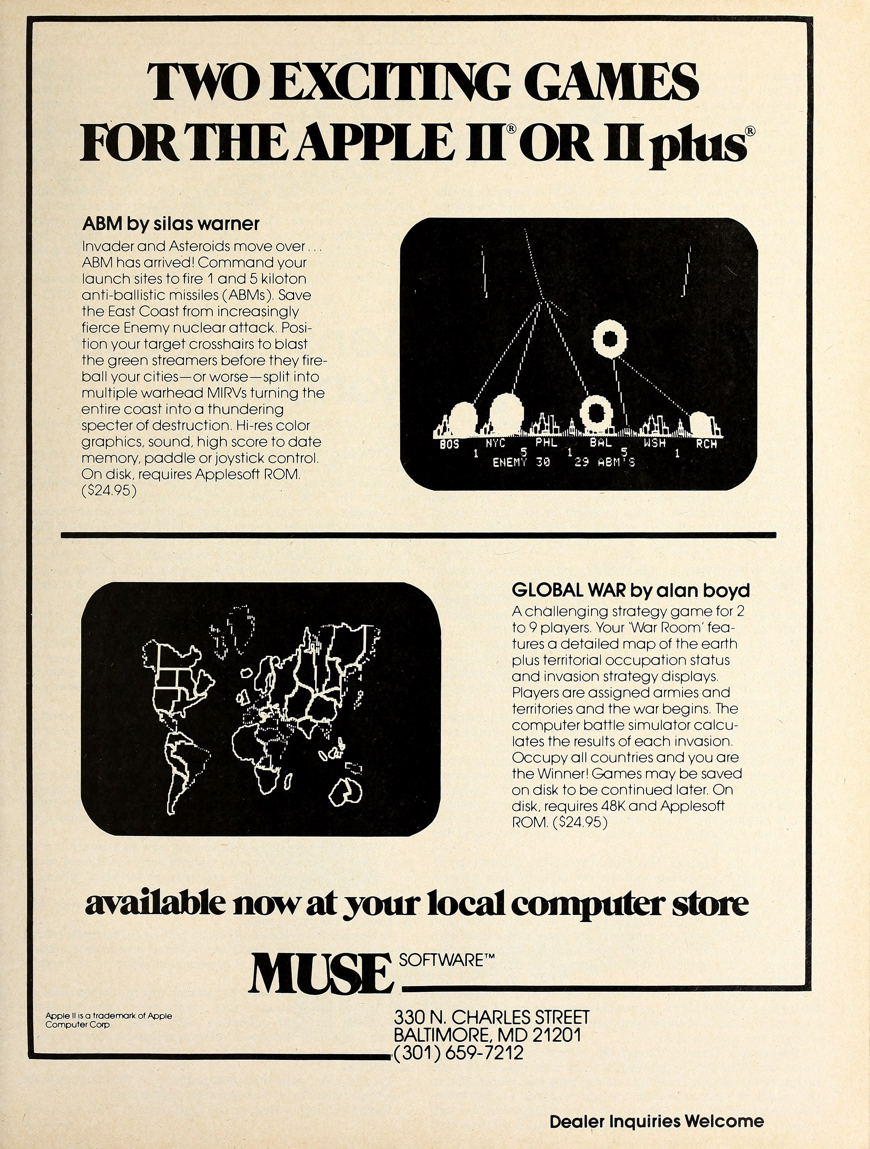 TWO EXCITING GAMES
FOR THE APPLE II® OR II plus®
ABM by silas warner
Invader and Asteroids move over...
ABM has arrived! Command your
launch sites to fire 1 and 5 kiloton
anti-ballistic missiles (ABMs). Save
the East Coast from increasingly
fierce Enemy nuclear attack. Posi-
tion your target crosshairs to blast
the green streamers before they fire-
ball your cities—or worse—split into
multiple warhead MIRVs turning the
entire coast into a thundering
specter of destruction. Hi-res color
graphics, sound, high score to date
memory, paddle or joystick control.
On disk, requires Applesoft ROM.
($24.95)
BOS NYC PHL BAL WSH RCH
1 5 1 5 1
ENEMY 30 29 ABM'S
GLOBAL WAR by alan boyd
A challenging strategy game for 2
to 9 players. Your 'War Room' fea-
tures a detailed map of the earth
plus territorial occupation status
and invasion strategy displays.
Players are assigned armies and
territories and the war begins. The
computer battle simulator calcu-
lates the results of each invasion.
Occupy all countries and you are
the Winner! Games may be saved
on disk to be continued later. On
disk, requires 48K and Applesoft
ROM. ($24.95)
available now at your local computer store
MUSE SOFTWARE™
Apple II is a trademark of Apple
Computer Corp
330 N. CHARLES STREET
BALTIMORE, MD 21201
(301) 659-7212
Dealer Inquiries Welcome